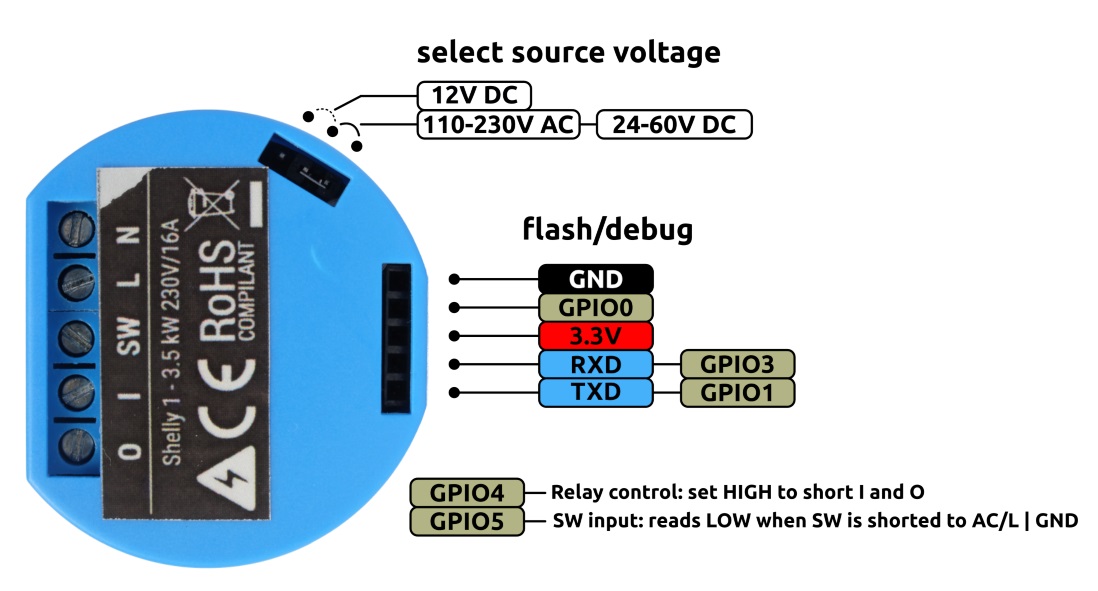 select source voltage
12V DC
110-230V AC
24-60V DC
flash/debug
GND
GPIO0
3.3V
RXD
GPIO3
TXD
GPIO1
GPIO4
Relay control: set HIGH to short I and O
GPIO5
SW input: reads LOW when SW is shorted to AC/L | GND
O I SW L N
Shelly 1 - 3.5 kW 230V/16A
CE RoHS
COMPILANT